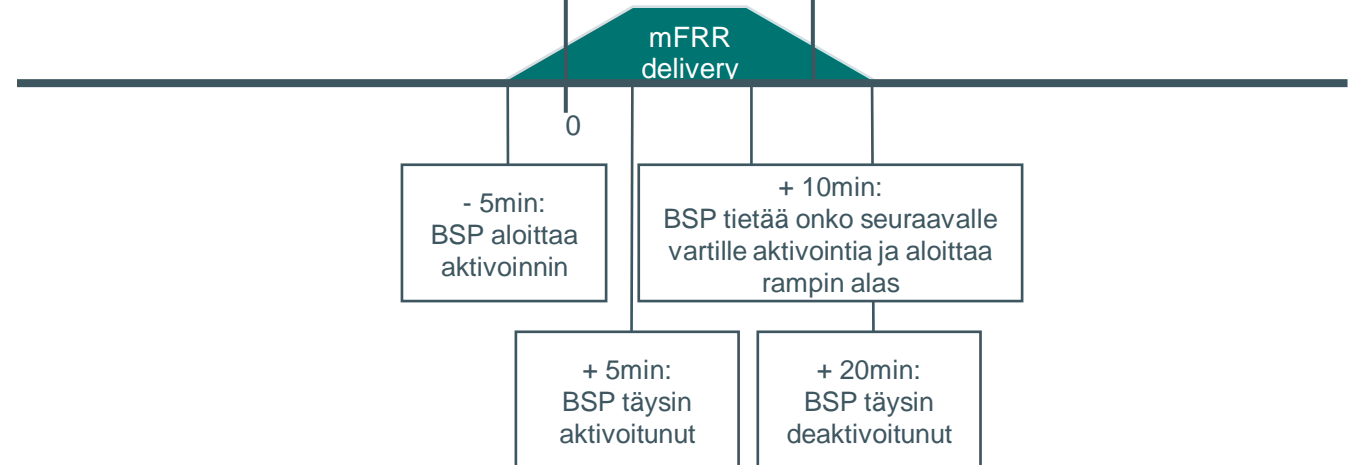 mFRR
delivery
0
- 5min:
BSP aloittaa
aktivoinnin
+ 10min:
BSP tietää onko seuraavalle
vartille aktivointia ja aloittaa
rampin alas
+ 5min:
BSP täysin
aktivoitunut
+ 20min:
BSP täysin
deaktivoitunut